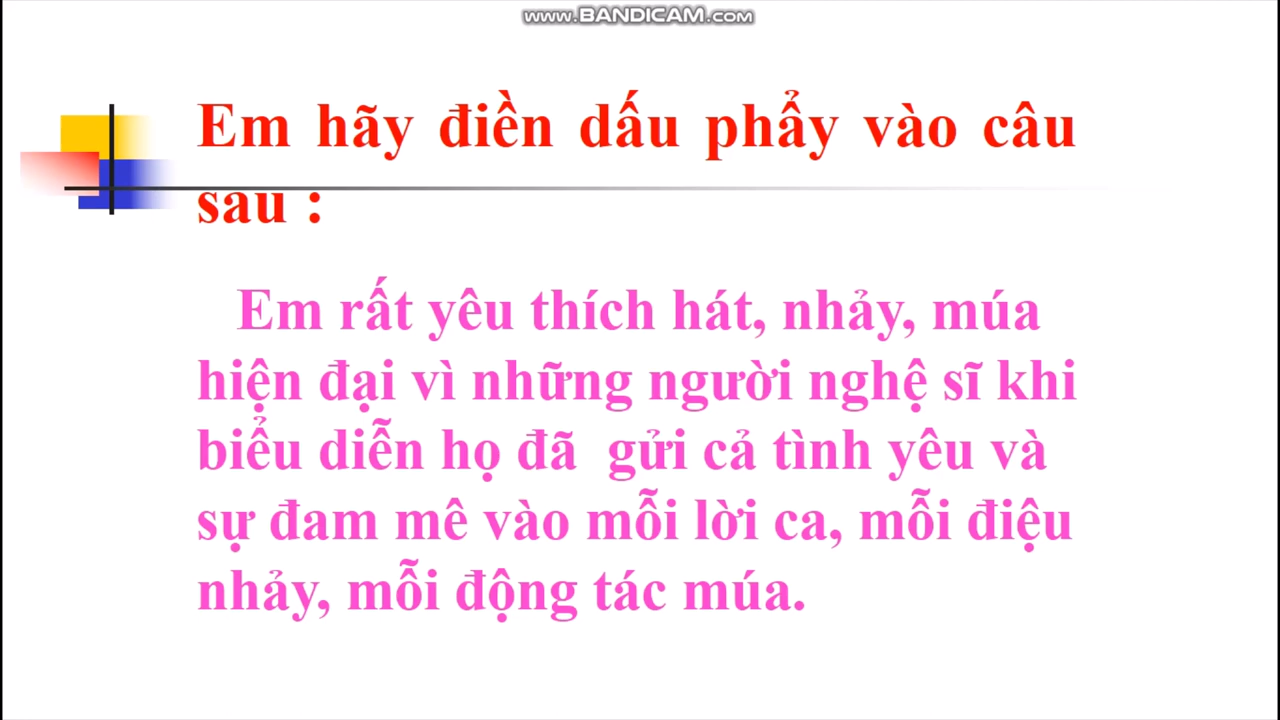 www.BANDICAM.com
Em hãy điền dấu phẩy vào câu
sau :
Em rất yêu thích hát, nhảy, múa
hiện đại vì những người nghệ sĩ khi
biểu diễn họ đã gửi cả tình yêu và
sự đam mê vào mỗi lời ca, mỗi điệu
nhảy, mỗi động tác múa.